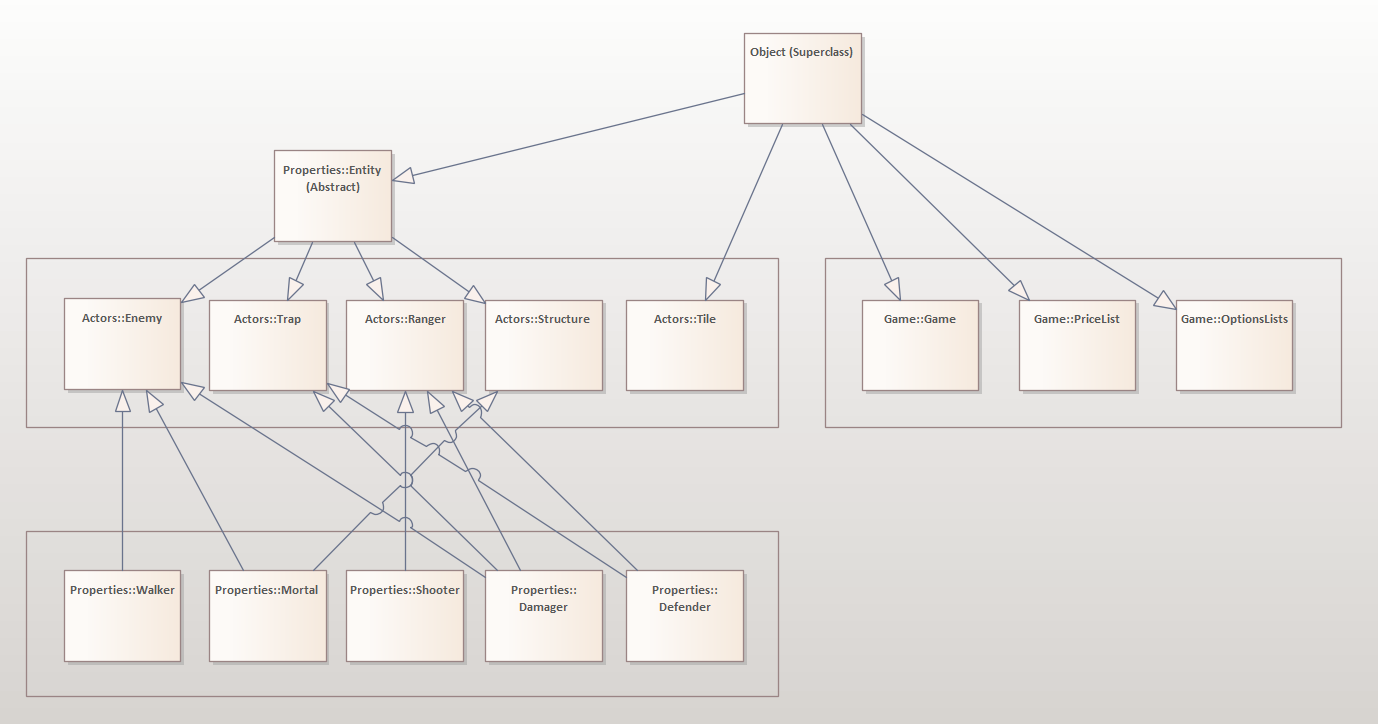 Object (Superclass)
Properties::Entity
(Abstract)
Actors::Enemy
Actors::Trap
Actors::Ranger
Actors::Structure
Actors::Tile
Game::Game
Game::PriceList
Game::OptionsLists
Properties::Walker
Properties::Mortal
Properties::Shooter
Properties::
Damager
Properties::
Defender